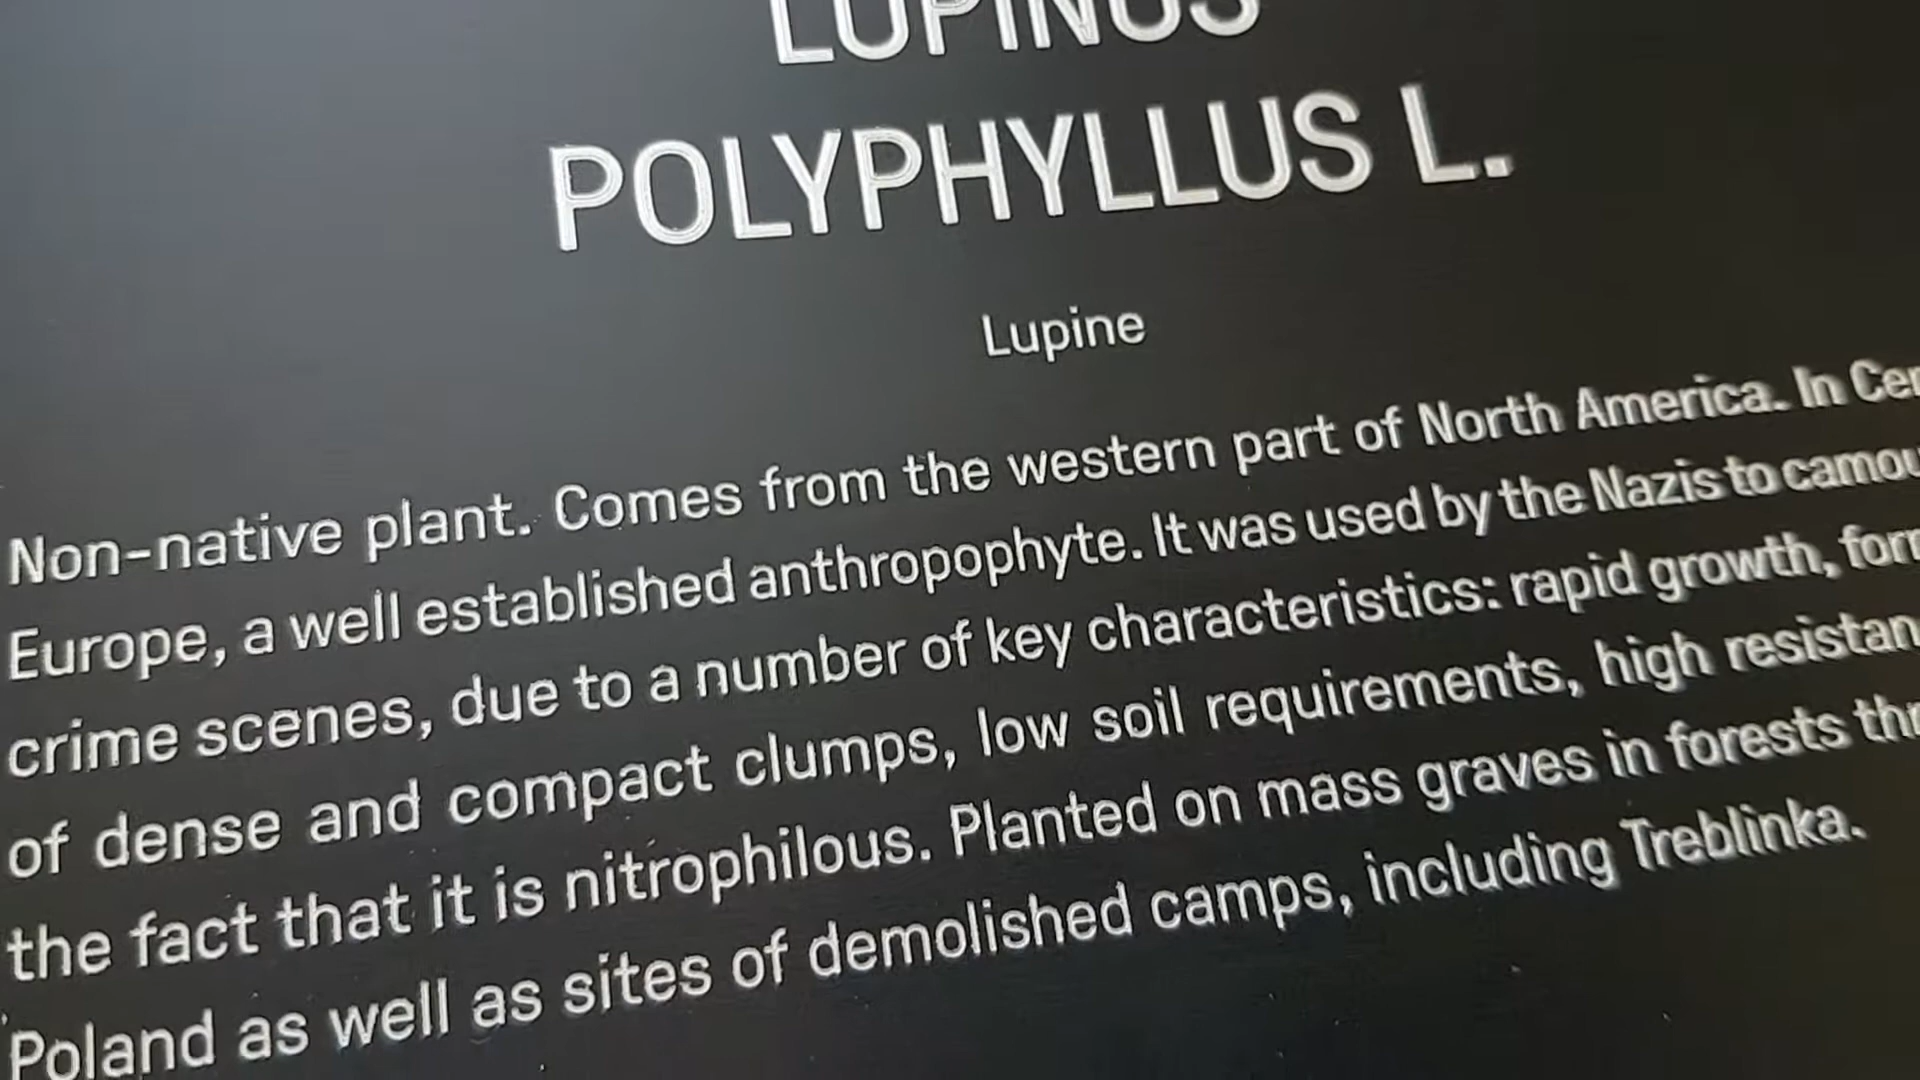 LUPINUS
POLYPHYLLUS L.
Lupine
Non-native plant. Comes from the western part of North America. In
Europe, a well established anthropophyte. It was used by the Nazis to
crime scenes, due to a number of key characteristics: rapid growth,
of dense and compact clumps, low soil requirements, high
the fact that it is nitrophilous. Planted on mass graves in forests
Poland as well as sites of demolished camps, including Treblinka.